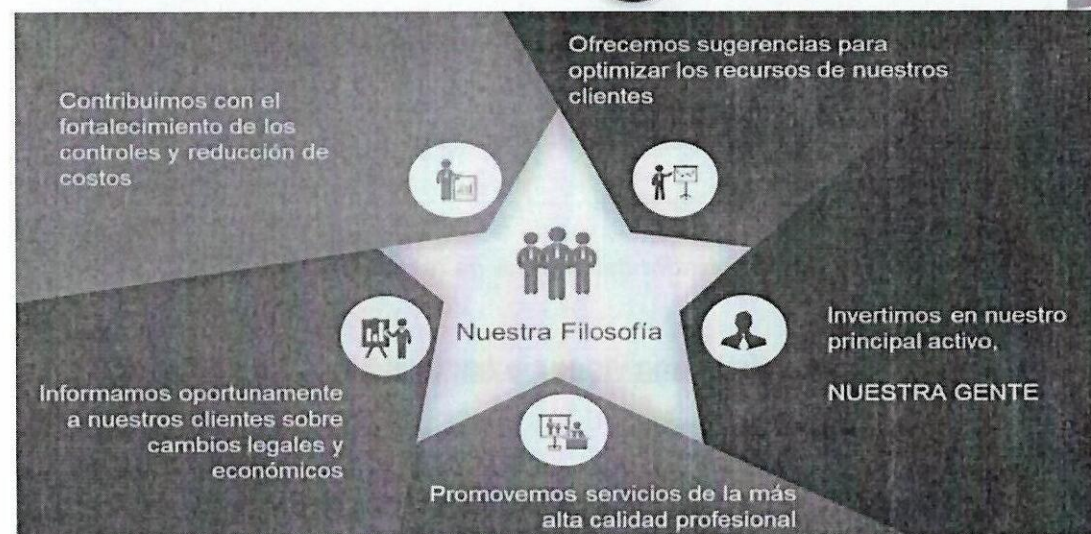 Contribuimos con el
fortalecimiento de los
controles y reducción de
costos
Ofrecemos sugerencias para
optimizar los recursos de nuestros
clientes
Nuestra Filosofía
Invertimos en nuestro
principal activo,
NUESTRA GENTE
Informamos oportunamente
a nuestros clientes sobre
cambios legales y
económicos
Promovemos servicios de la más
alta calidad profesional